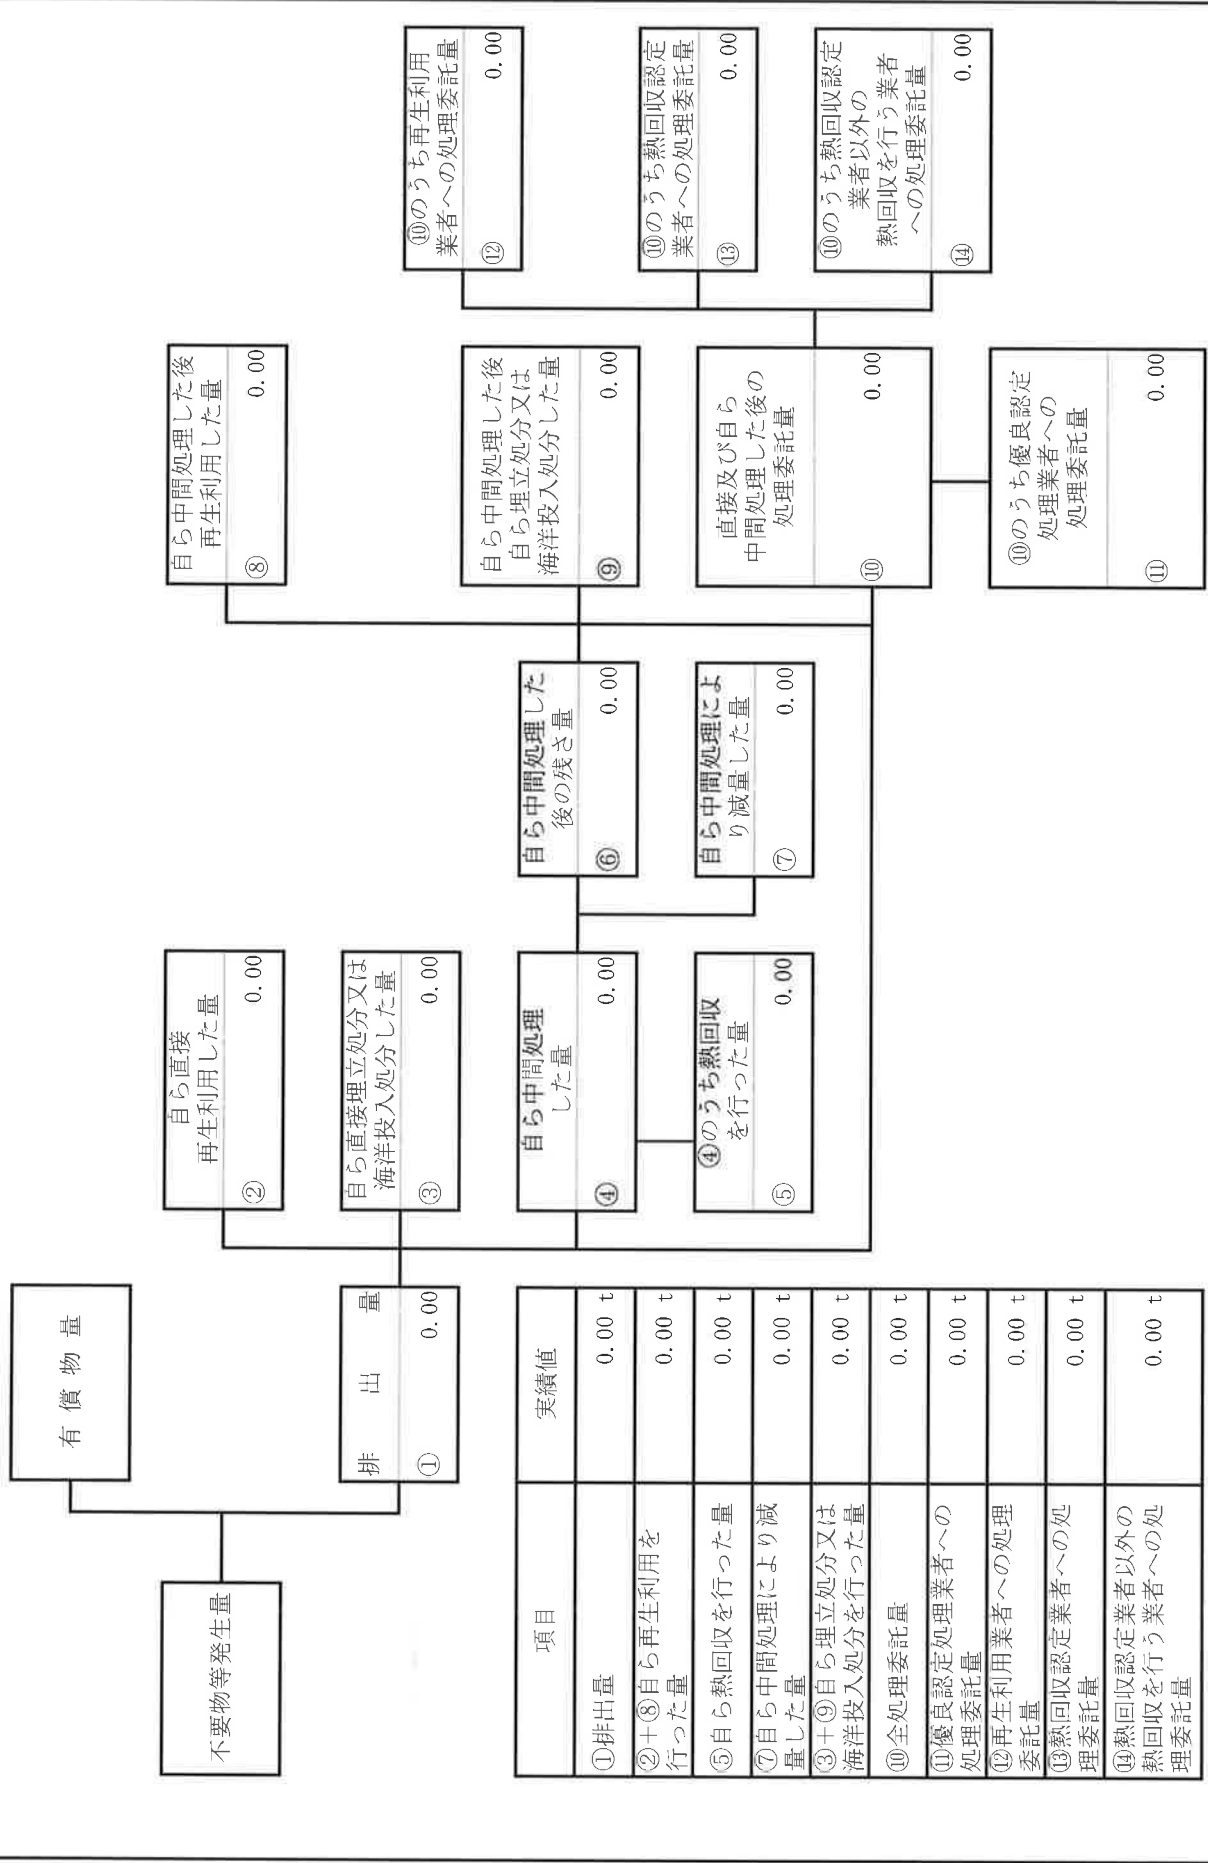 有償物量
不要物等発生量
排出量
① 0.00
自ら直接
再生利用した量
② 0.00
自ら直接埋立処分又は
海洋投入処分した量
③ 0.00
自ら中間処理
した量
④ 0.00
④のうち熱回収
を行った量
⑤ 0.00
自ら中間処理した
後の残さ量
⑥ 0.00
自ら中間処理によ
り減量した量
⑦ 0.00
自ら中間処理した後
再生利用した量
⑧ 0.00
自ら中間処理した後
自ら埋立処分又は
海洋投入処分した量
⑨ 0.00
直接及び自ら
中間処理した後の
処理委託量
⑩ 0.00
⑩のうち優良認定
処理業者への
処理委託量
⑪ 0.00
⑩のうち再生利用
業者への処理委託量
⑫ 0.00
⑩のうち熱回収認定
業者への処理委託量
⑬ 0.00
⑩のうち熱回収認定
業者以外の
熱回収を行う業者
への処理委託量
⑭ 0.00
項目 実績値
①排出量 0.00 t
②+⑧自ら再生利用を
行った量 0.00 t
⑤自ら熱回収を行った量 0.00 t
⑦自ら中間処理により減
量した量 0.00 t
③+⑨自ら埋立処分又は
海洋投入処分を行った量 0.00 t
⑩全処理委託量 0.00 t
⑪優良認定処理業者への
処理委託量 0.00 t
⑫再生利用業者への処理
委託量 0.00 t
⑬熱回収認定業者への処
理委託量 0.00 t
⑭熱回収認定業者以外の
熱回収を行う業者への処
理委託量 0.00 t